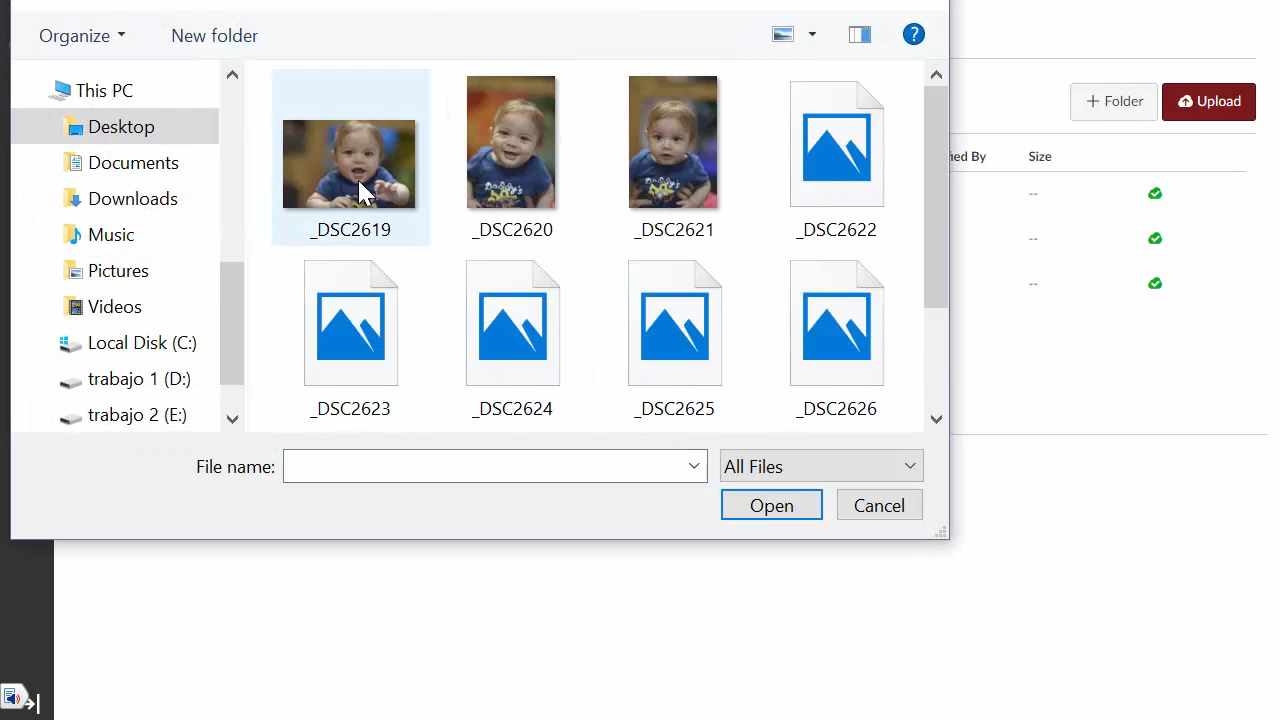 Organize
New folder
This PC
Desktop
Documents
Downloads
Music
Pictures
Videos
Local Disk (C:)
trabajo 1 (D:)
trabajo 2 (E:)
_DSC2619
_DSC2620
_DSC2621
_DSC2622
_DSC2623
_DSC2624
_DSC2625
_DSC2626
File name:
All Files
Open
Cancel
+ Folder
Upload
By
Size
--
--
--